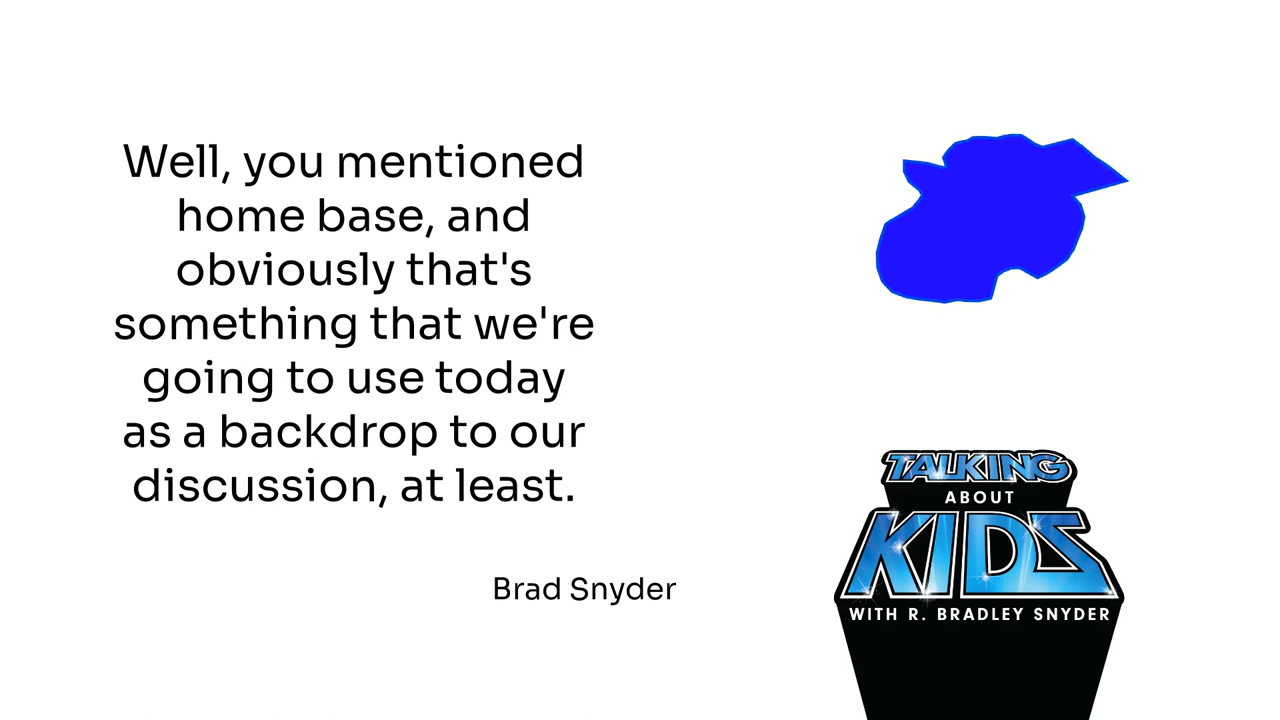 Well, you mentioned
home base, and
obviously that's
something that we're
going to use today
as a backdrop to our
discussion, at least.
Brad Snyder
TALKING
ABOUT
KIDS
WITH R. BRADLEY SNYDER